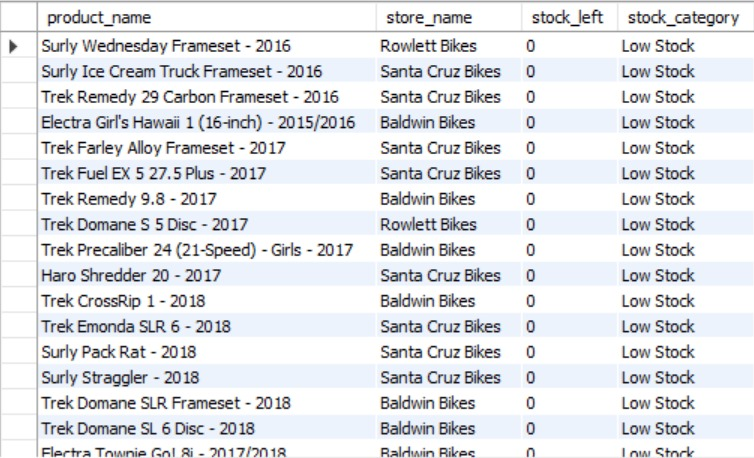 product_name store_name stock_left stock_category
Surly Wednesday Frameset - 2016 Rowlett Bikes 0 Low Stock
Surly Ice Cream Truck Frameset - 2016 Santa Cruz Bikes 0 Low Stock
Trek Remedy 29 Carbon Frameset - 2016 Santa Cruz Bikes 0 Low Stock
Electra Girl's Hawaii 1 (16-inch) - 2015/2016 Baldwin Bikes 0 Low Stock
Trek Farley Alloy Frameset - 2017 Santa Cruz Bikes 0 Low Stock
Trek Fuel EX 5 27.5 Plus - 2017 Santa Cruz Bikes 0 Low Stock
Trek Remedy 9.8 - 2017 Baldwin Bikes 0 Low Stock
Trek Domane S 5 Disc - 2017 Rowlett Bikes 0 Low Stock
Trek Precaliber 24 (21-Speed) - Girls - 2017 Baldwin Bikes 0 Low Stock
Haro Shredder 20 - 2017 Santa Cruz Bikes 0 Low Stock
Trek CrossRip 1 - 2018 Baldwin Bikes 0 Low Stock
Trek Emonda SLR 6 - 2018 Santa Cruz Bikes 0 Low Stock
Surly Pack Rat - 2018 Santa Cruz Bikes 0 Low Stock
Surly Straggler - 2018 Santa Cruz Bikes 0 Low Stock
Trek Domane SLR Frameset - 2018 Baldwin Bikes 0 Low Stock
Trek Domane SL 6 Disc - 2018 Baldwin Bikes 0 Low Stock
Electra Townie Go! 8i - 2017/2018 Baldwin Bikes 0 Low Stock